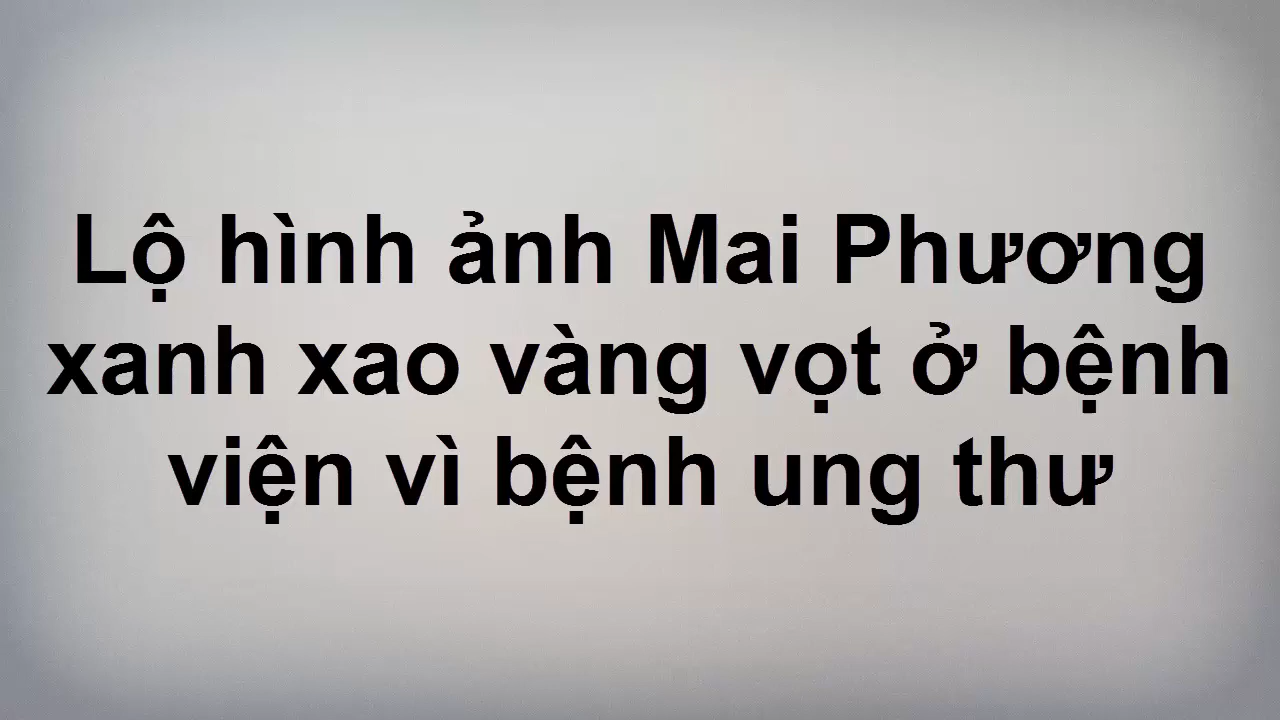 Lộ hình ảnh Mai Phương
xanh xao vàng vọt ở bệnh
viện vì bệnh ung thư